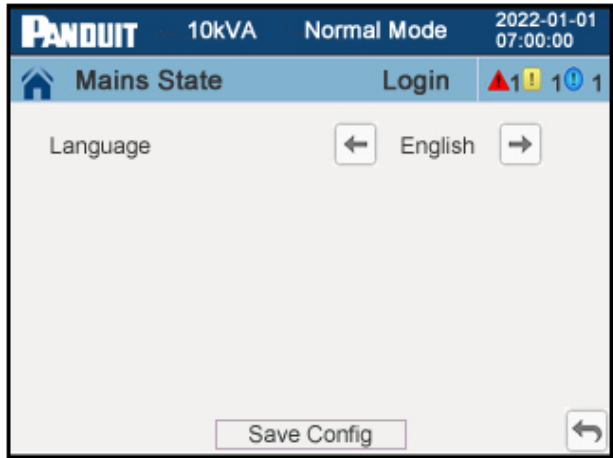 PANDUIT 10kVA Normal Mode 2022-01-01
07:00:00
Mains State Login 1 ! 1 ! 1
Language English
Save Config